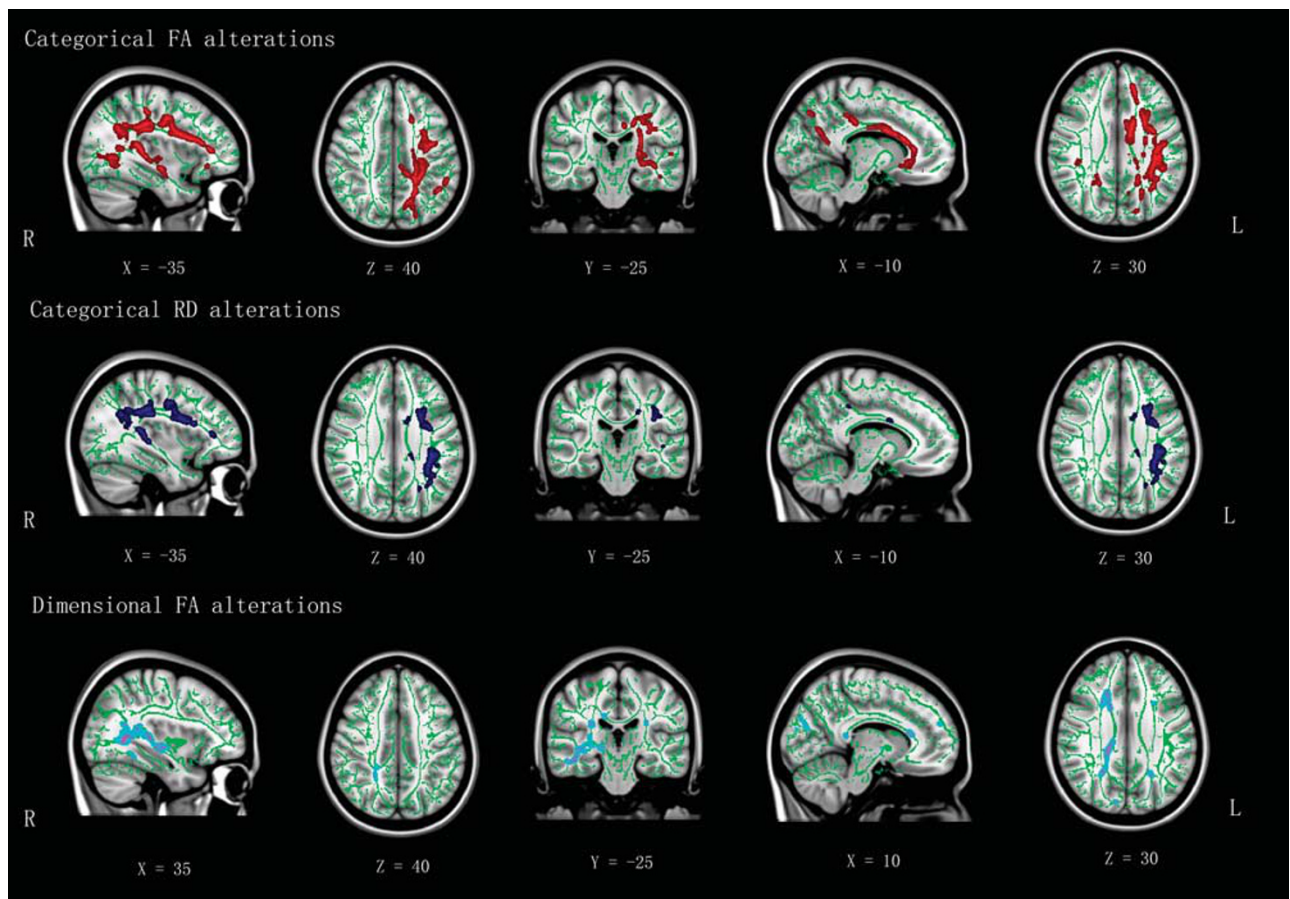 Categorical FA alterations
R
L
X = -35
Z = 40
Y = -25
X = -10
Z = 30
Categorical RD alterations
R
L
X = -35
Z = 40
Y = -25
X = -10
Z = 30
Dimensional FA alterations
R
L
X = 35
Z = 40
Y = -25
X = 10
Z = 30